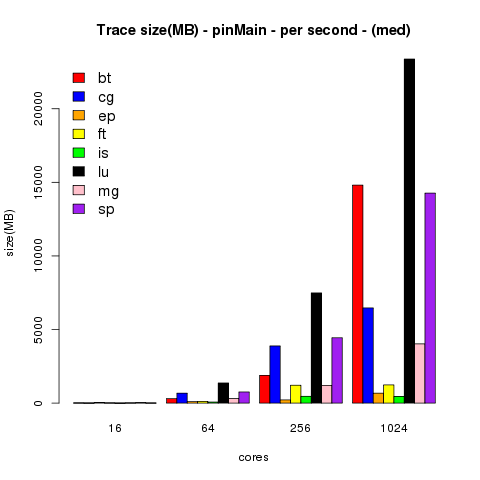 Trace size(MB) - pinMain - per second - (med)
bt
cg
ep
ft
is
lu
mg
sp
size(MB)
20000
15000
10000
5000
0
16 64 256 1024
cores